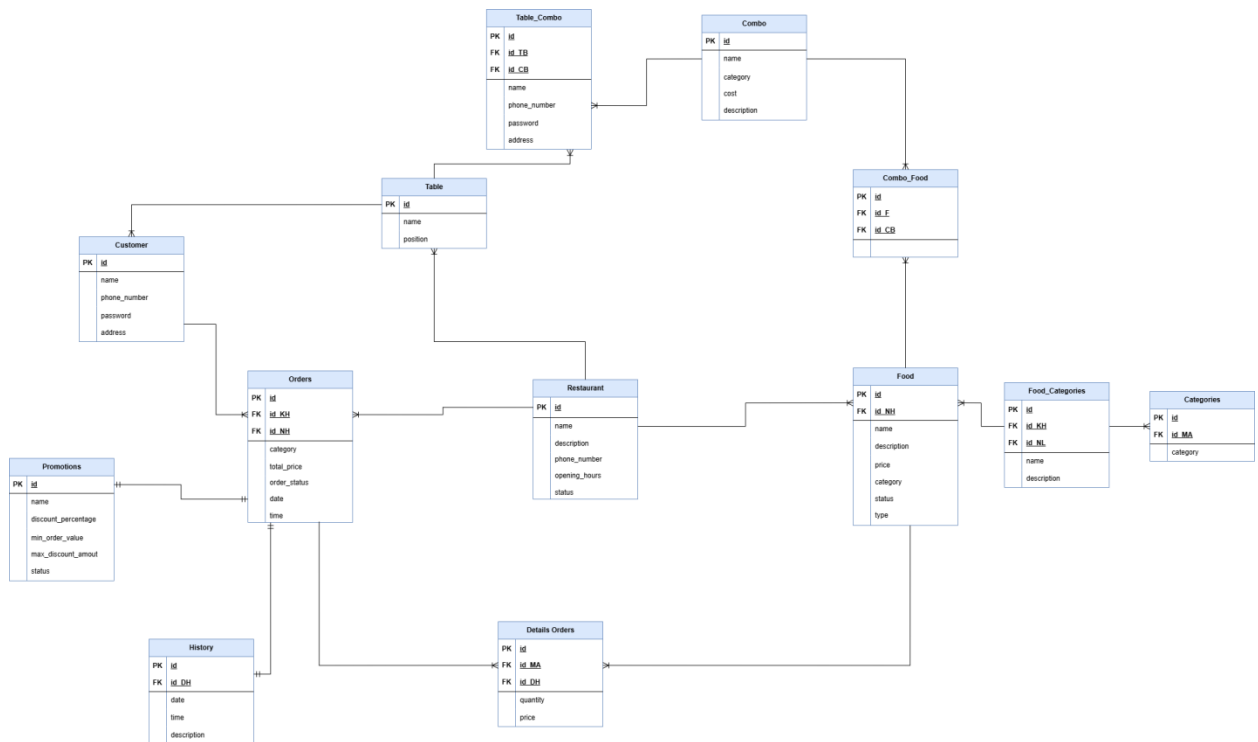 Table_Combo
PK id
FK id_TB
FK id_CB
name
phone_number
password
address
Combo
PK id
name
category
cost
description
Table
PK id
name
position
Combo_Food
PK id
FK id_F
FK id_CB
Customer
PK id
name
phone_number
password
address
Orders
PK id
FK id_KH
FK id_NH
category
total_price
order_status
date
time
Restaurant
PK id
name
description
phone_number
opening_hours
status
Food
PK id
FK id_NH
name
description
price
category
status
type
Food_Categories
PK id
FK id_KH
FK id_NL
name
description
Categories
PK id
FK id_MA
category
Promotions
PK id
name
discount_percentage
min_order_value
max_discount_amout
status
History
PK id
FK id_DH
date
time
description
Details Orders
PK id
FK id_MA
FK id_DH
quantity
price